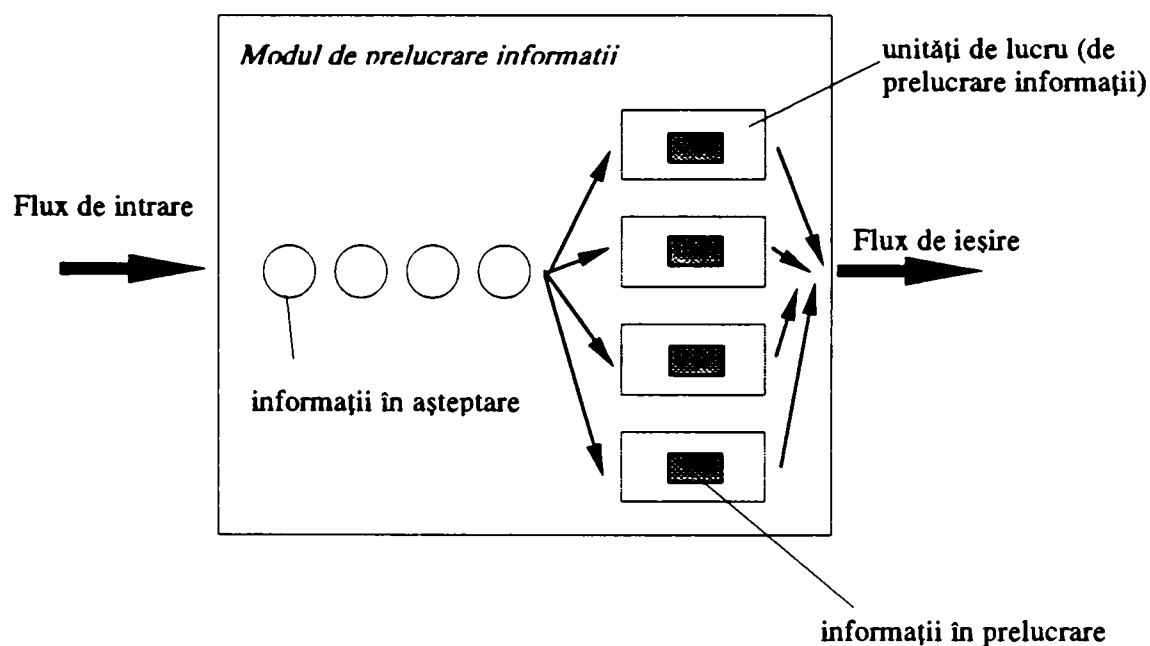 Modul de prelucrare informatii
unități de lucru (de
prelucrare informații)
Flux de intrare
Flux de ieșire
informații în așteptare
informații în prelucrare